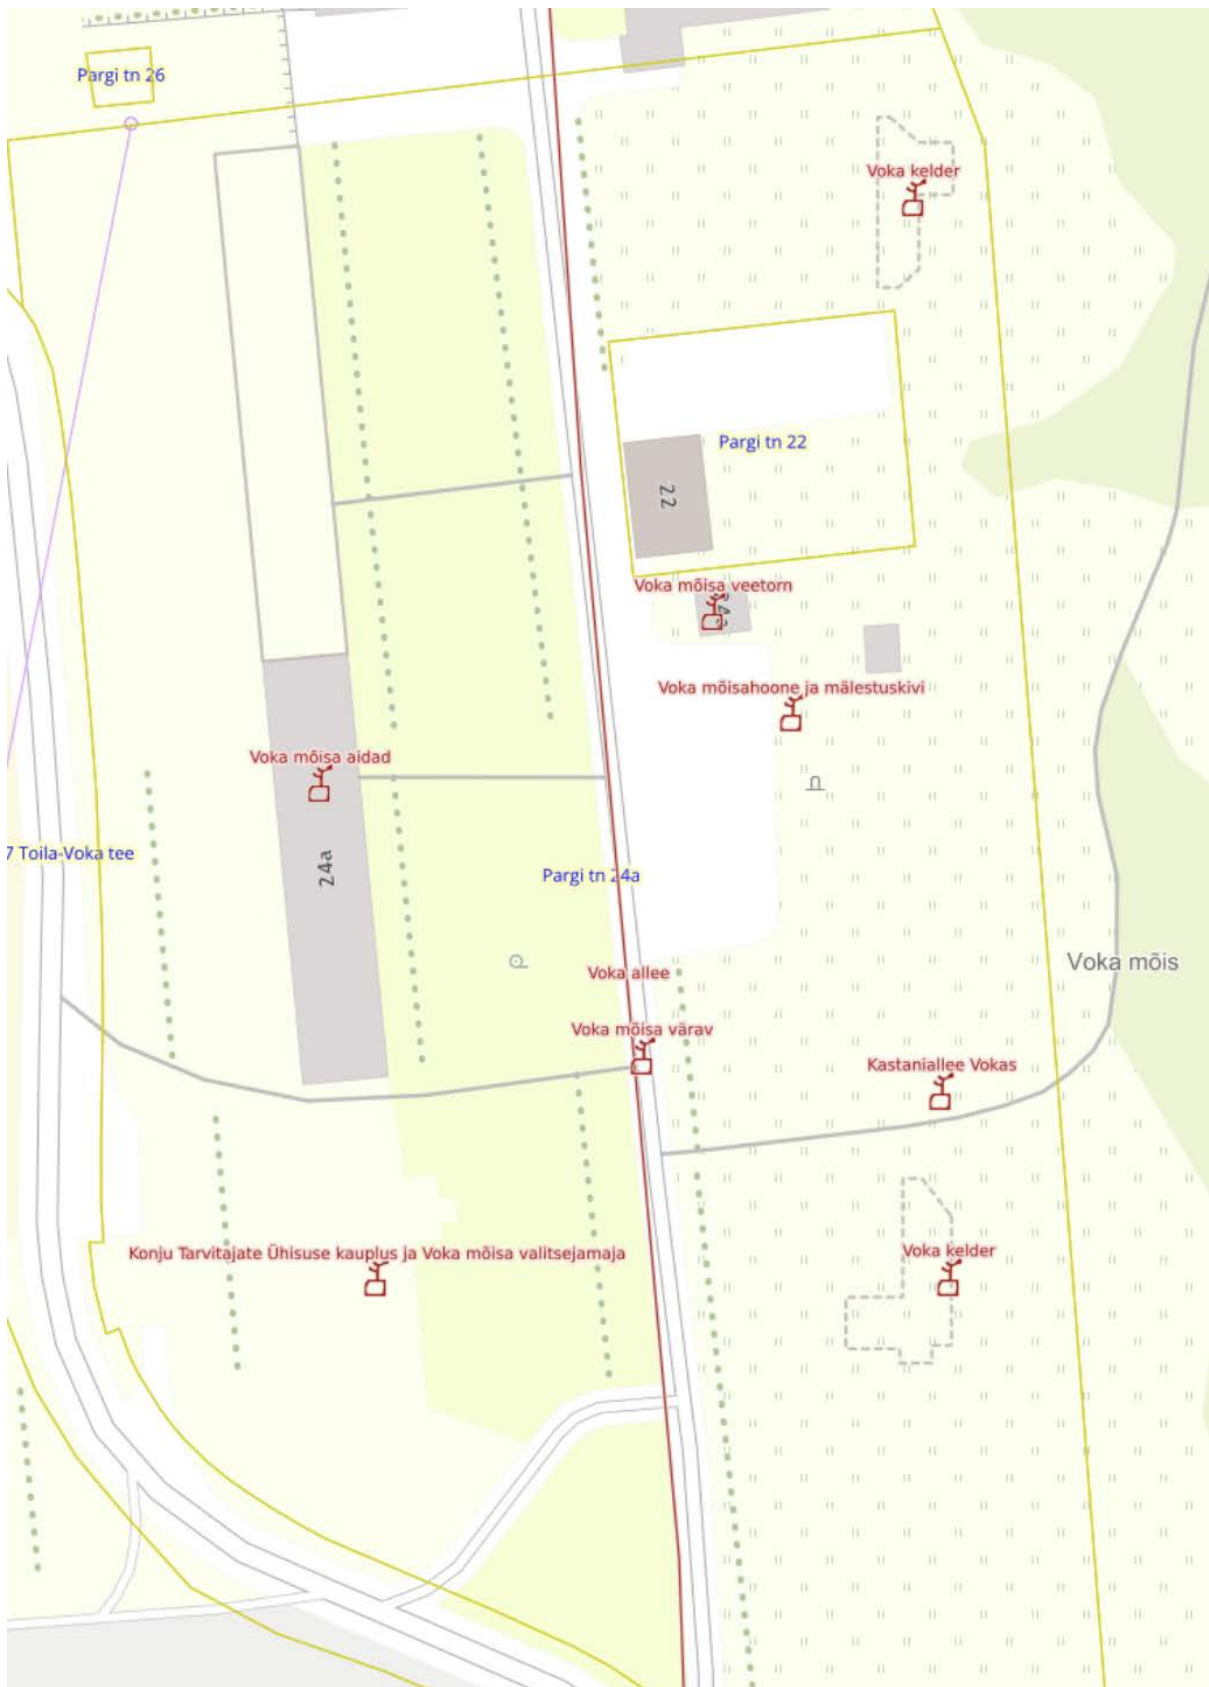 Pargi tn 26
Voka kelder
Pargi tn 22
22
Voka mõisa veetorn
Voka mõisahoone ja mälestuskivi
Voka mõisa aidad
7 Toila-Voka tee
24a
Pargi tn 24a
Voka mõis
Voka allee
Voka mõisa värav
Kastaniallee Vokas
Konju Tarvitajate Ühisuse kauplus ja Voka mõisa valitsejamaja
Voka kelder